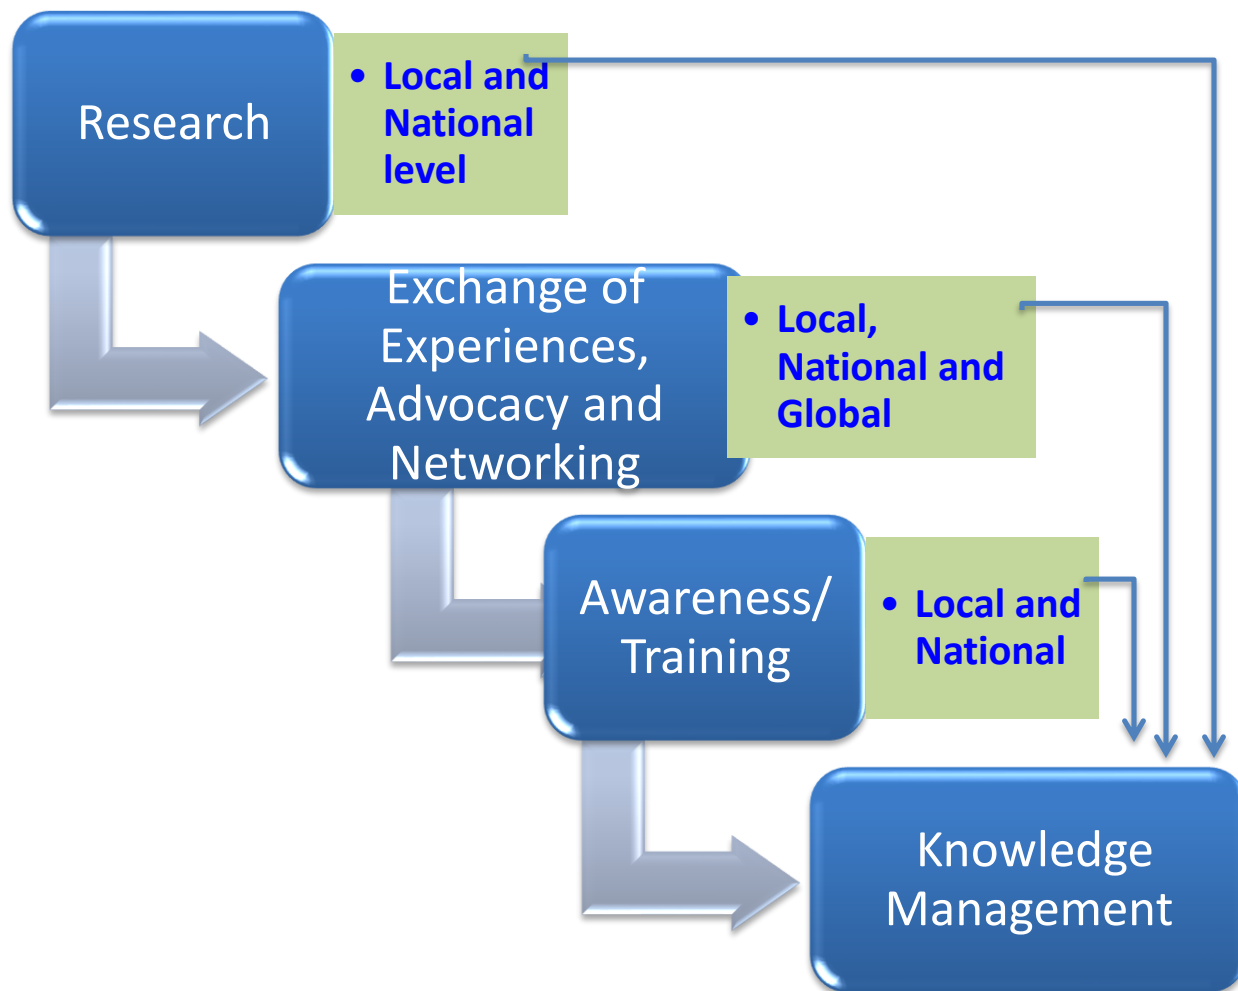 Research
• Local and
National
level
Exchange of
Experiences,
Advocacy and
Networking
• Local,
National and
Global
Awareness/
Training
• Local and
National
Knowledge
Management